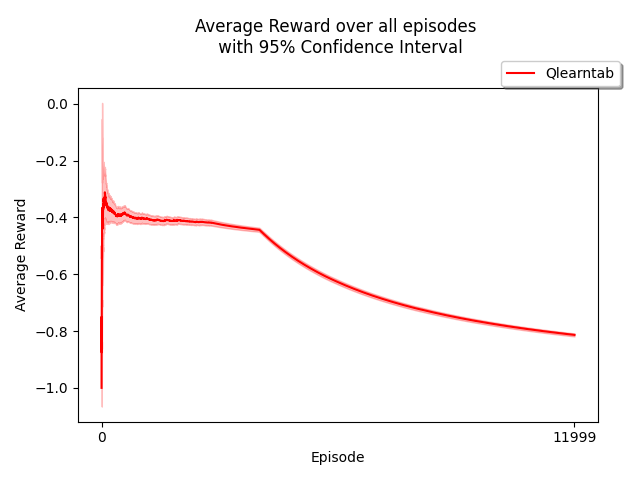 Average Reward over all episodes
with 95% Confidence Interval
Qlearntab
0.0
−0.2
−0.4
−0.6
−0.8
−1.0
Average Reward
0
11999
Episode